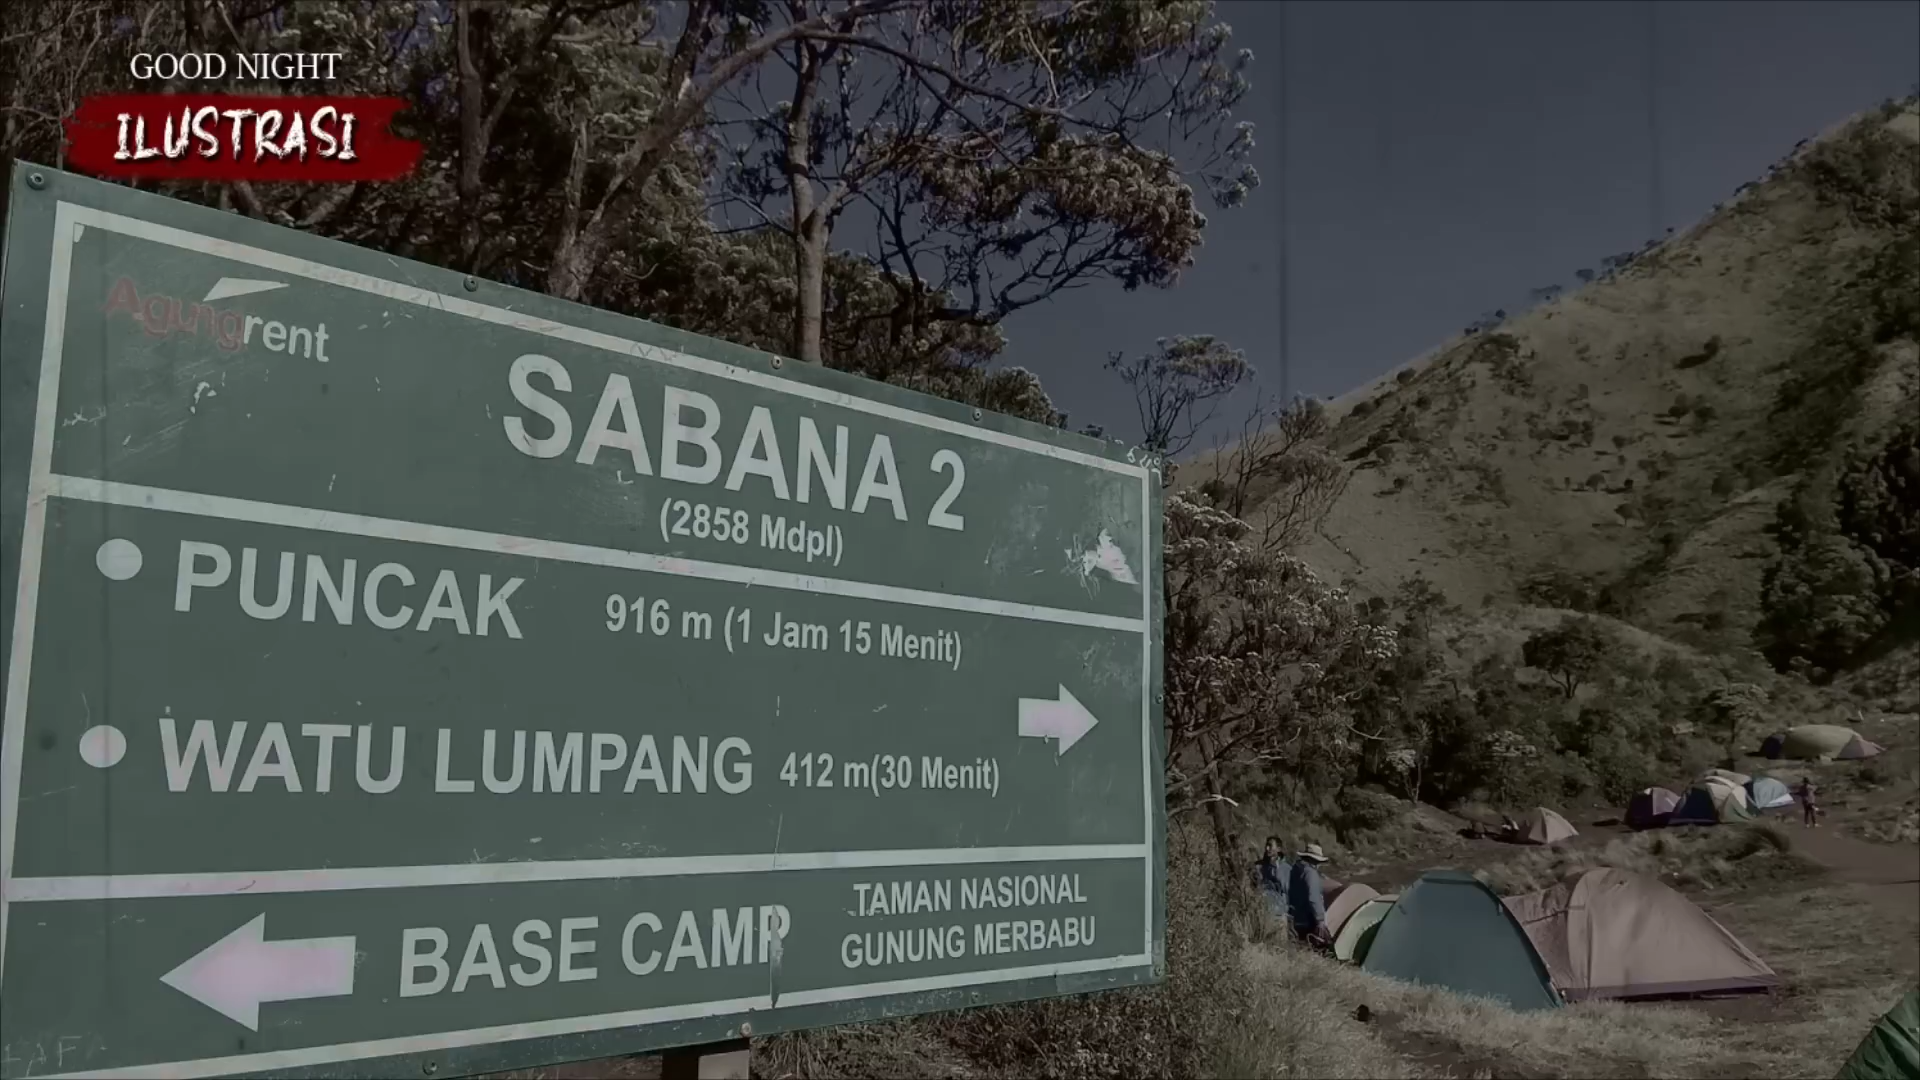 GOOD NIGHT
ILUSTRASI
Agungrent
SABANA 2
(2858 Mdpl)
PUNCAK 916 m (1 Jam 15 Menit)
WATU LUMPANG 412 m(30 Menit)
BASE CAMP
TAMAN NASIONAL
GUNUNG MERBABU